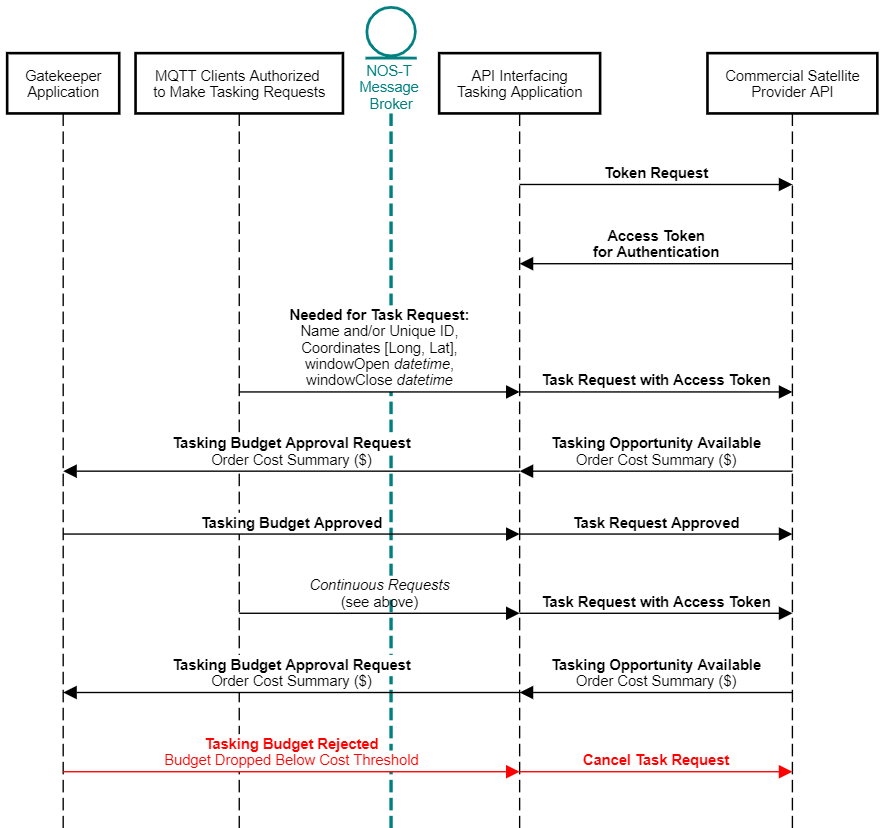 Gatekeeper
Application
MQTT Clients Authorized
to Make Tasking Requests
NOS-T
Message
Broker
API Interfacing
Tasking Application
Commercial Satellite
Provider API
Token Request
Access Token
for Authentication
Needed for Task Request:
Name and/or Unique ID,
Coordinates [Long, Lat],
windowOpen datetime,
windowClose datetime
Task Request with Access Token
Tasking Budget Approval Request
Order Cost Summary ($)
Tasking Opportunity Available
Order Cost Summary ($)
Tasking Budget Approved
Task Request Approved
Continuous Requests
(see above)
Task Request with Access Token
Tasking Budget Approval Request
Order Cost Summary ($)
Tasking Opportunity Available
Order Cost Summary ($)
Tasking Budget Rejected
Budget Dropped Below Cost Threshold
Cancel Task Request